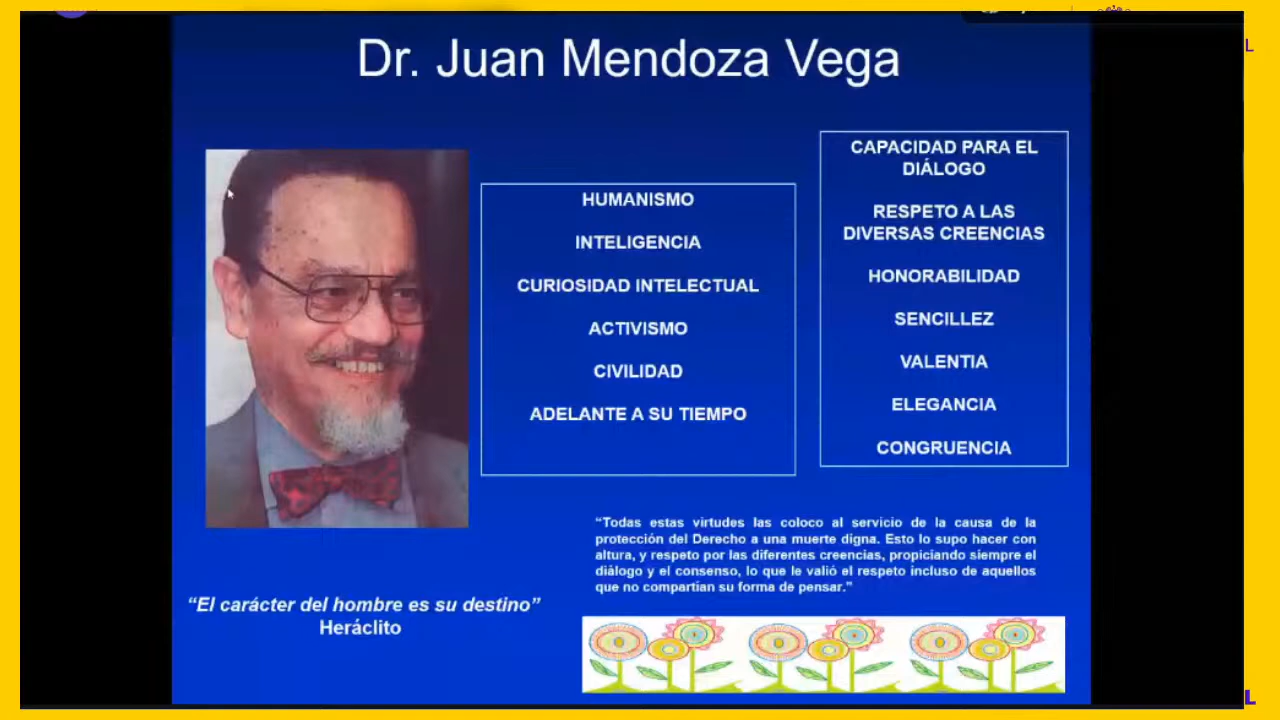 Dr. Juan Mendoza Vega
HUMANISMO
INTELIGENCIA
CURIOSIDAD INTELECTUAL
ACTIVISMO
CIVILIDAD
ADELANTE A SU TIEMPO
CAPACIDAD PARA EL
DIÁLOGO
RESPETO A LAS
DIVERSAS CREENCIAS
HONORABILIDAD
SENCILLEZ
VALENTIA
ELEGANCIA
CONGRUENCIA
“Todas estas virtudes las coloco al servicio de la causa de la
protección del Derecho a una muerte digna. Esto lo supo hacer con
altura, y respeto por las diferentes creencias, propiciando siempre el
diálogo y el consenso, lo que le valió el respeto incluso de aquellos
que no compartían su forma de pensar.”
“El carácter del hombre es su destino”
Heráclito
L
L